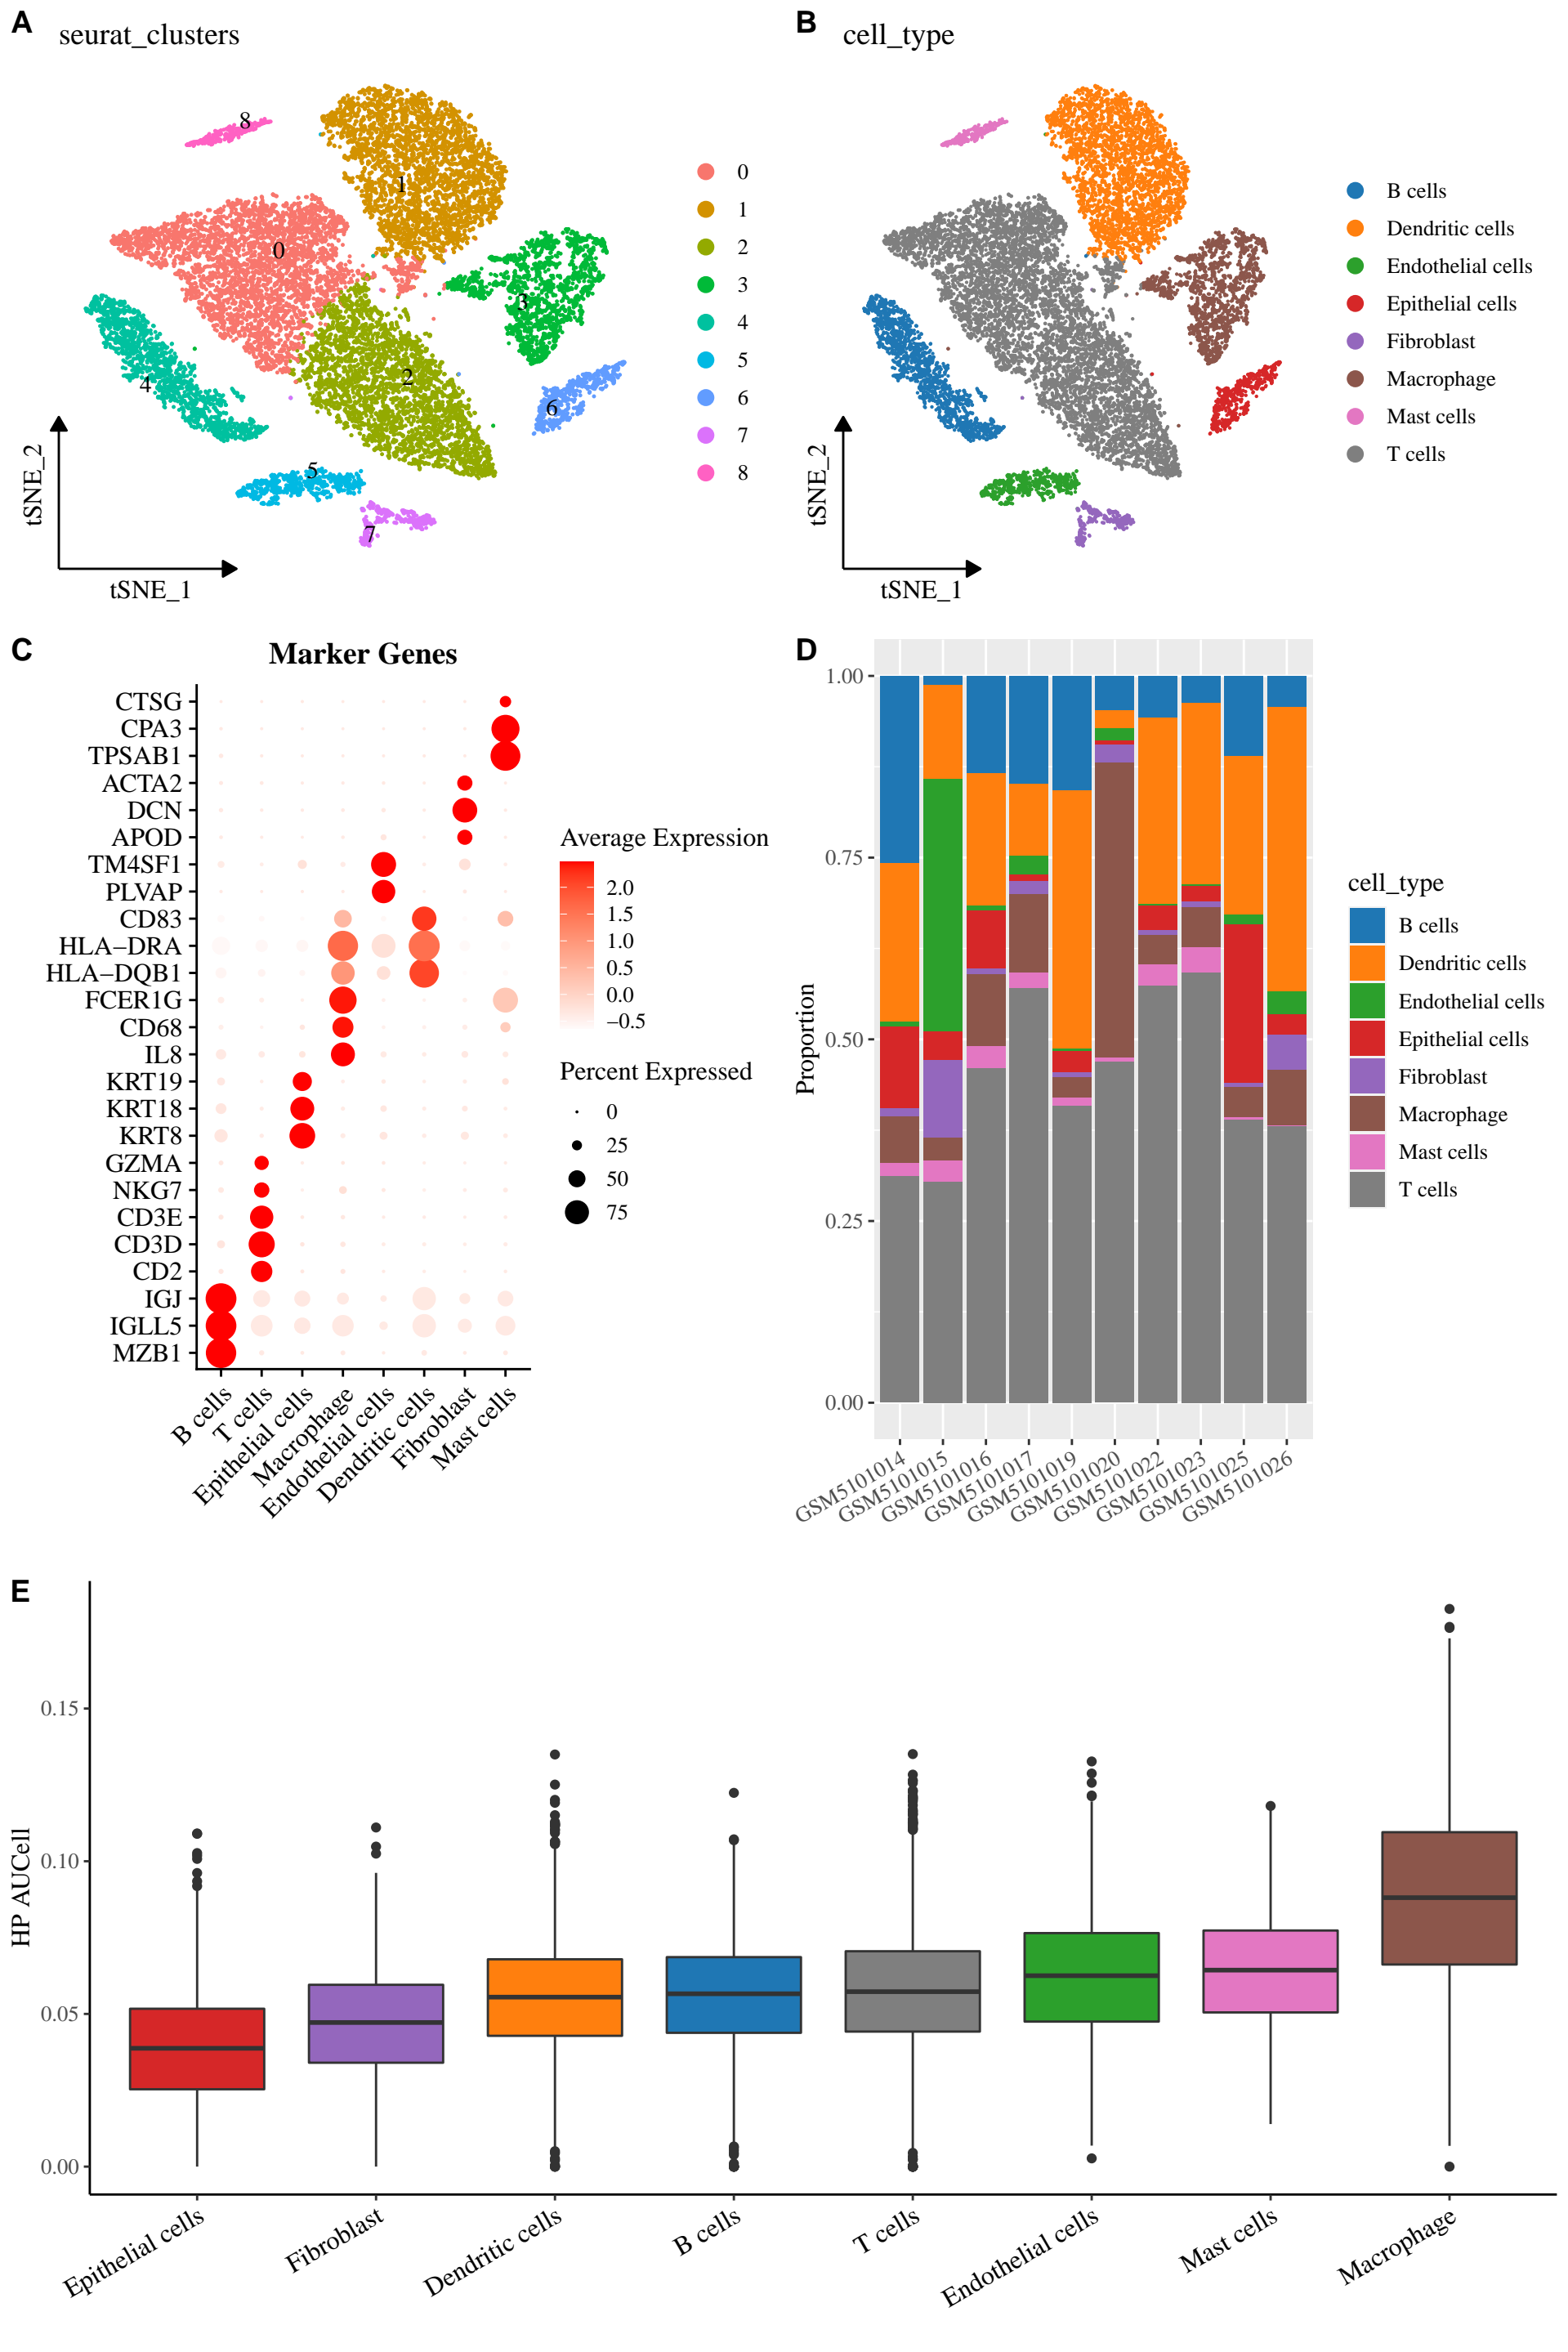 A
seurat_clusters
8
1
0
3
2
4
6
5
7
tSNE_2
tSNE_1
0
1
2
3
4
5
6
7
8
B
cell_type
tSNE_2
tSNE_1
B cells
Dendritic cells
Endothelial cells
Epithelial cells
Fibroblast
Macrophage
Mast cells
T cells
C
Marker Genes
CTSG
CPA3
TPSAB1
ACTA2
DCN
APOD
TM4SF1
PLVAP
CD83
HLA−DRA
HLA−DQB1
FCER1G
CD68
IL8
KRT19
KRT18
KRT8
GZMA
NKG7
CD3E
CD3D
CD2
IGJ
IGLL5
MZB1
B cells
T cells
Epithelial cells
Macrophage
Endothelial cells
Dendritic cells
Fibroblast
Mast cells
Average Expression
2.0
1.5
1.0
0.5
0.0
−0.5
Percent Expressed
0
25
50
75
D
Proportion
1.00
0.75
0.50
0.25
0.00
GSM5101014
GSM5101015
GSM5101016
GSM5101017
GSM5101019
GSM5101020
GSM5101022
GSM5101023
GSM5101025
GSM5101026
cell_type
B cells
Dendritic cells
Endothelial cells
Epithelial cells
Fibroblast
Macrophage
Mast cells
T cells
E
HP AUCell
0.15
0.10
0.05
0.00
Epithelial cells
Fibroblast
Dendritic cells
B cells
T cells
Endothelial cells
Mast cells
Macrophage